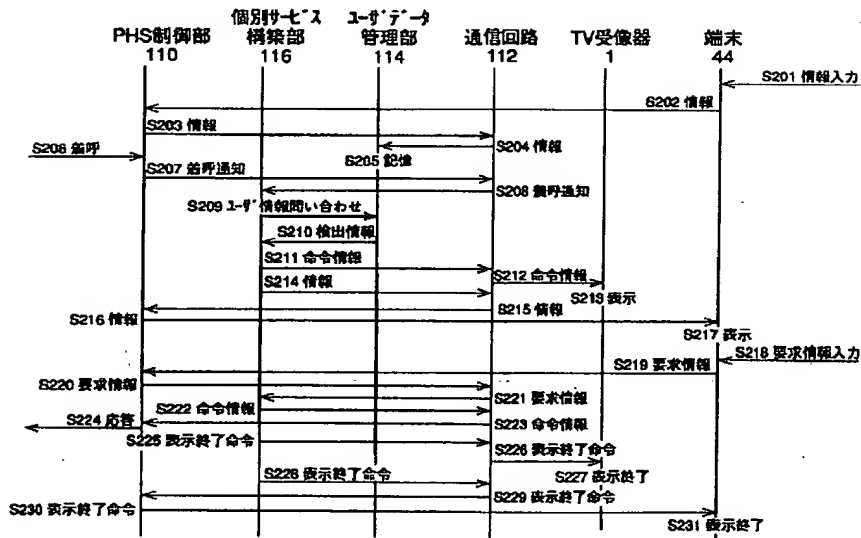 個別サービス ユーザデータ
PHS制御部 構築部 管理部 通信回路 TV受像器 端末
110 116 114 112 1 44
S201 情報入力
S202 情報
S203 情報
S204 情報
S205 記憶
S206 着呼
S207 着呼通知
S208 着呼通知
S209 ユーザ情報問い合わせ
S210 検出情報
S211 命令情報
S212 命令情報
S213 表示
S214 情報
S215 情報
S216 情報
S217 表示
S218 要求情報入力
S219 要求情報
S220 要求情報
S221 要求情報
S222 命令情報
S223 命令情報
S224 応答
S225 表示終了命令
S226 表示終了命令
S227 表示終了
S228 表示終了命令
S229 表示終了命令
S230 表示終了命令
S231 表示終了